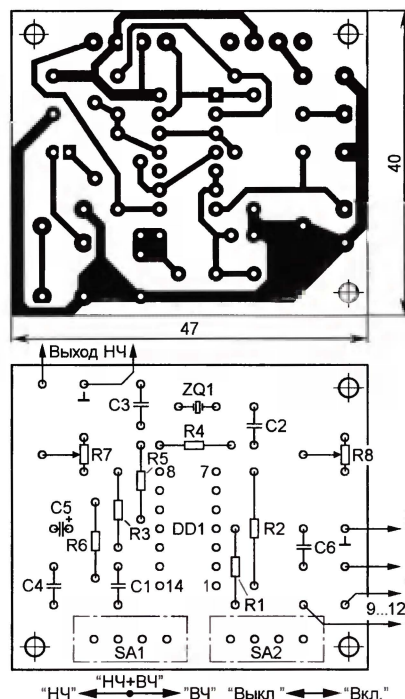 40
47
Выход НЧ
ZQ1
C3
C2
R4
R7
R5
8
7
R8
C5
+
R3
DD1
R2
C6
R6
C4
C1
14
1
R1
9...12
SA1
SA2
"НЧ" "НЧ+ВЧ" "ВЧ" "Выкл." "Вкл."